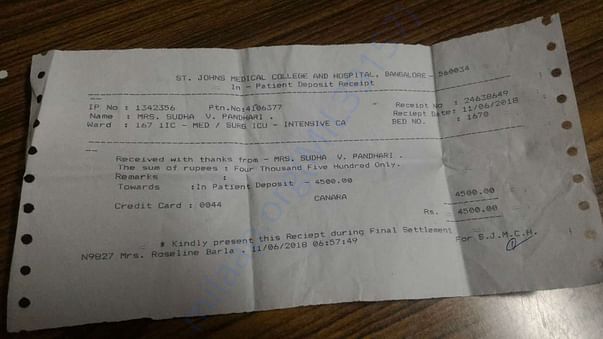 ST. JOHNS MEDICAL COLLEGE AND HOSPITAL, BANGALORE - 560034
In - Patient Deposit Receipt
IP No : 1342356 Ptn.No:4106377 Receipt No : 24638649
Name : MRS. SUDHA V. PANDHARI . Reciept Date: 11/06/2018
Ward : 167 1IC - MED / SURG ICU - INTENSIVE CA BED NO. : 1670
Received with thanks from - MRS. SUDHA V. PANDHARI .
The sum of rupees : Four Thousand Five Hundred Only.
Remarks :
Towards :In Patient Deposit - 4500.00 4500.00
CANARA
Credit Card : 0044 Rs. 4500.00
* Kindly present this Reciept during Final Settlement
For S.J.M.C.H.
N9827 Mrs. Roseline Barla . 11/06/2018 06:57:49